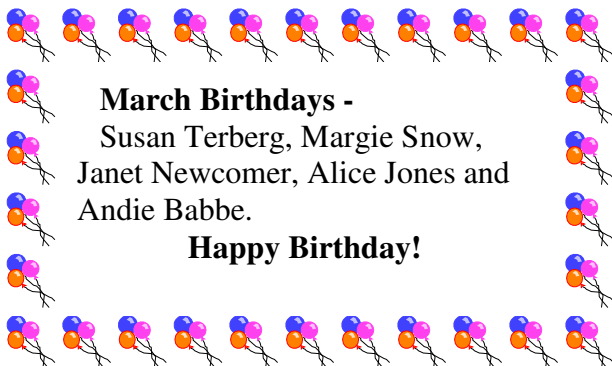 March Birthdays -
Susan Terberg, Margie Snow,
Janet Newcomer, Alice Jones and
Andie Babbe.
Happy Birthday!